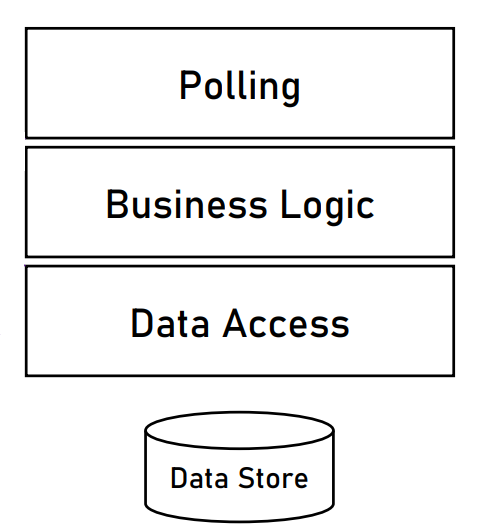 Polling
Business Logic
Data Access
Data Store